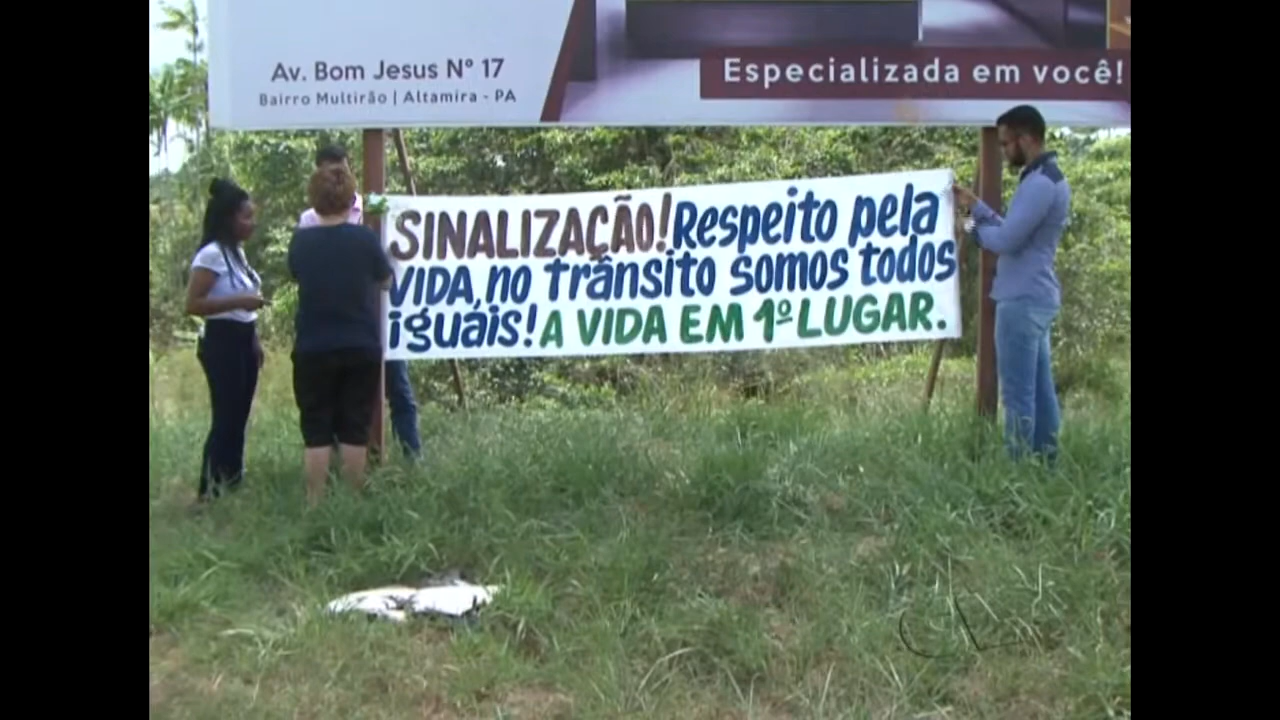 Av. Bom Jesus Nº 17
Bairro Multirão | Altamira - PA
Especializada em você!
SINALIZAÇÃO! Respeito pela
VIDA, no trânsito somos todos
iguais! A VIDA EM 1º LUGAR.